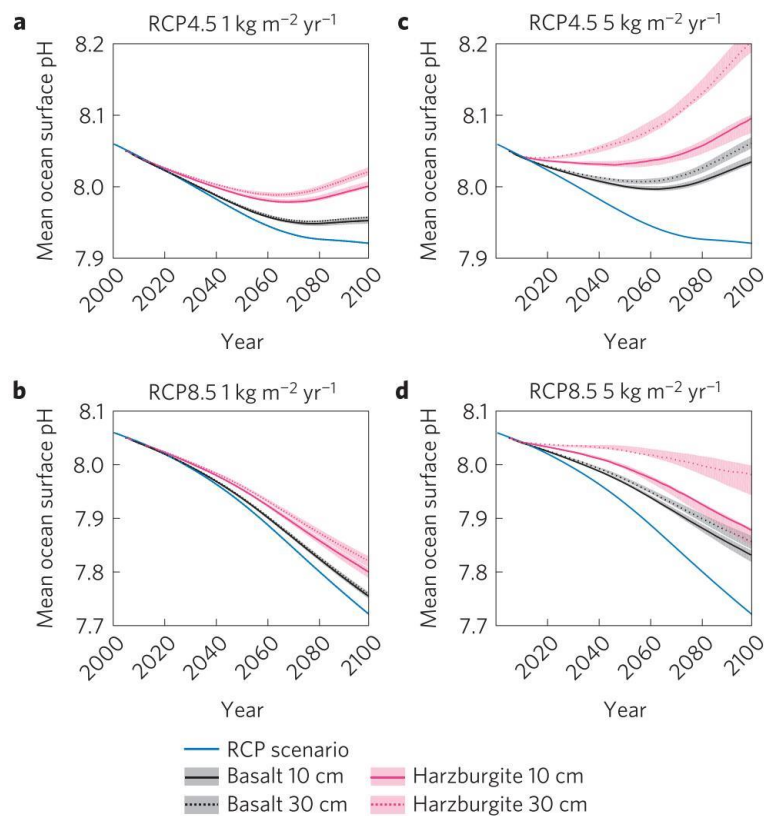 a RCP4.5 1 kg m⁻² yr⁻¹
Mean ocean surface pH
8.2
8.1
8.0
7.9
2000 2020 2040 2060 2080 2100
Year
c RCP4.5 5 kg m⁻² yr⁻¹
Mean ocean surface pH
8.2
8.1
8.0
7.9
2020 2040 2060 2080 2100
Year
b RCP8.5 1 kg m⁻² yr⁻¹
Mean ocean surface pH
8.1
8.0
7.9
7.8
7.7
2000 2020 2040 2060 2080 2100
Year
d RCP8.5 5 kg m⁻² yr⁻¹
Mean ocean surface pH
8.1
8.0
7.9
7.8
7.7
2020 2040 2060 2080 2100
Year
RCP scenario
Basalt 10 cm Harzburgite 10 cm
Basalt 30 cm Harzburgite 30 cm